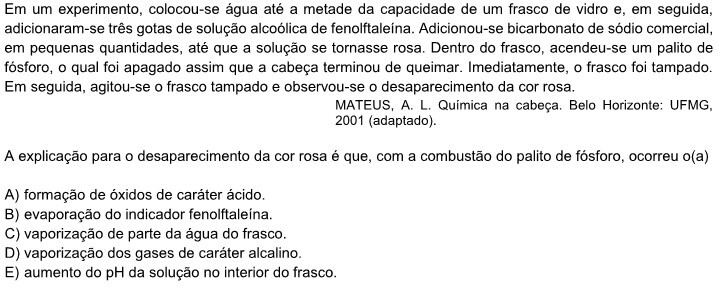 Em um experimento, colocou-se água até a metade da capacidade de um frasco de vidro e, em seguida,
adicionaram-se três gotas de solução alcoólica de fenolftaleína. Adicionou-se bicarbonato de sódio comercial,
em pequenas quantidades, até que a solução se tornasse rosa. Dentro do frasco, acendeu-se um palito de
fósforo, o qual foi apagado assim que a cabeça terminou de queimar. Imediatamente, o frasco foi tampado.
Em seguida, agitou-se o frasco tampado e observou-se o desaparecimento da cor rosa.
MATEUS, A. L. Química na cabeça. Belo Horizonte: UFMG,
2001 (adaptado).
A explicação para o desaparecimento da cor rosa é que, com a combustão do palito de fósforo, ocorreu o(a)
A) formação de óxidos de caráter ácido.
B) evaporação do indicador fenolftaleína.
C) vaporização de parte da água do frasco.
D) vaporização dos gases de caráter alcalino.
E) aumento do pH da solução no interior do frasco.